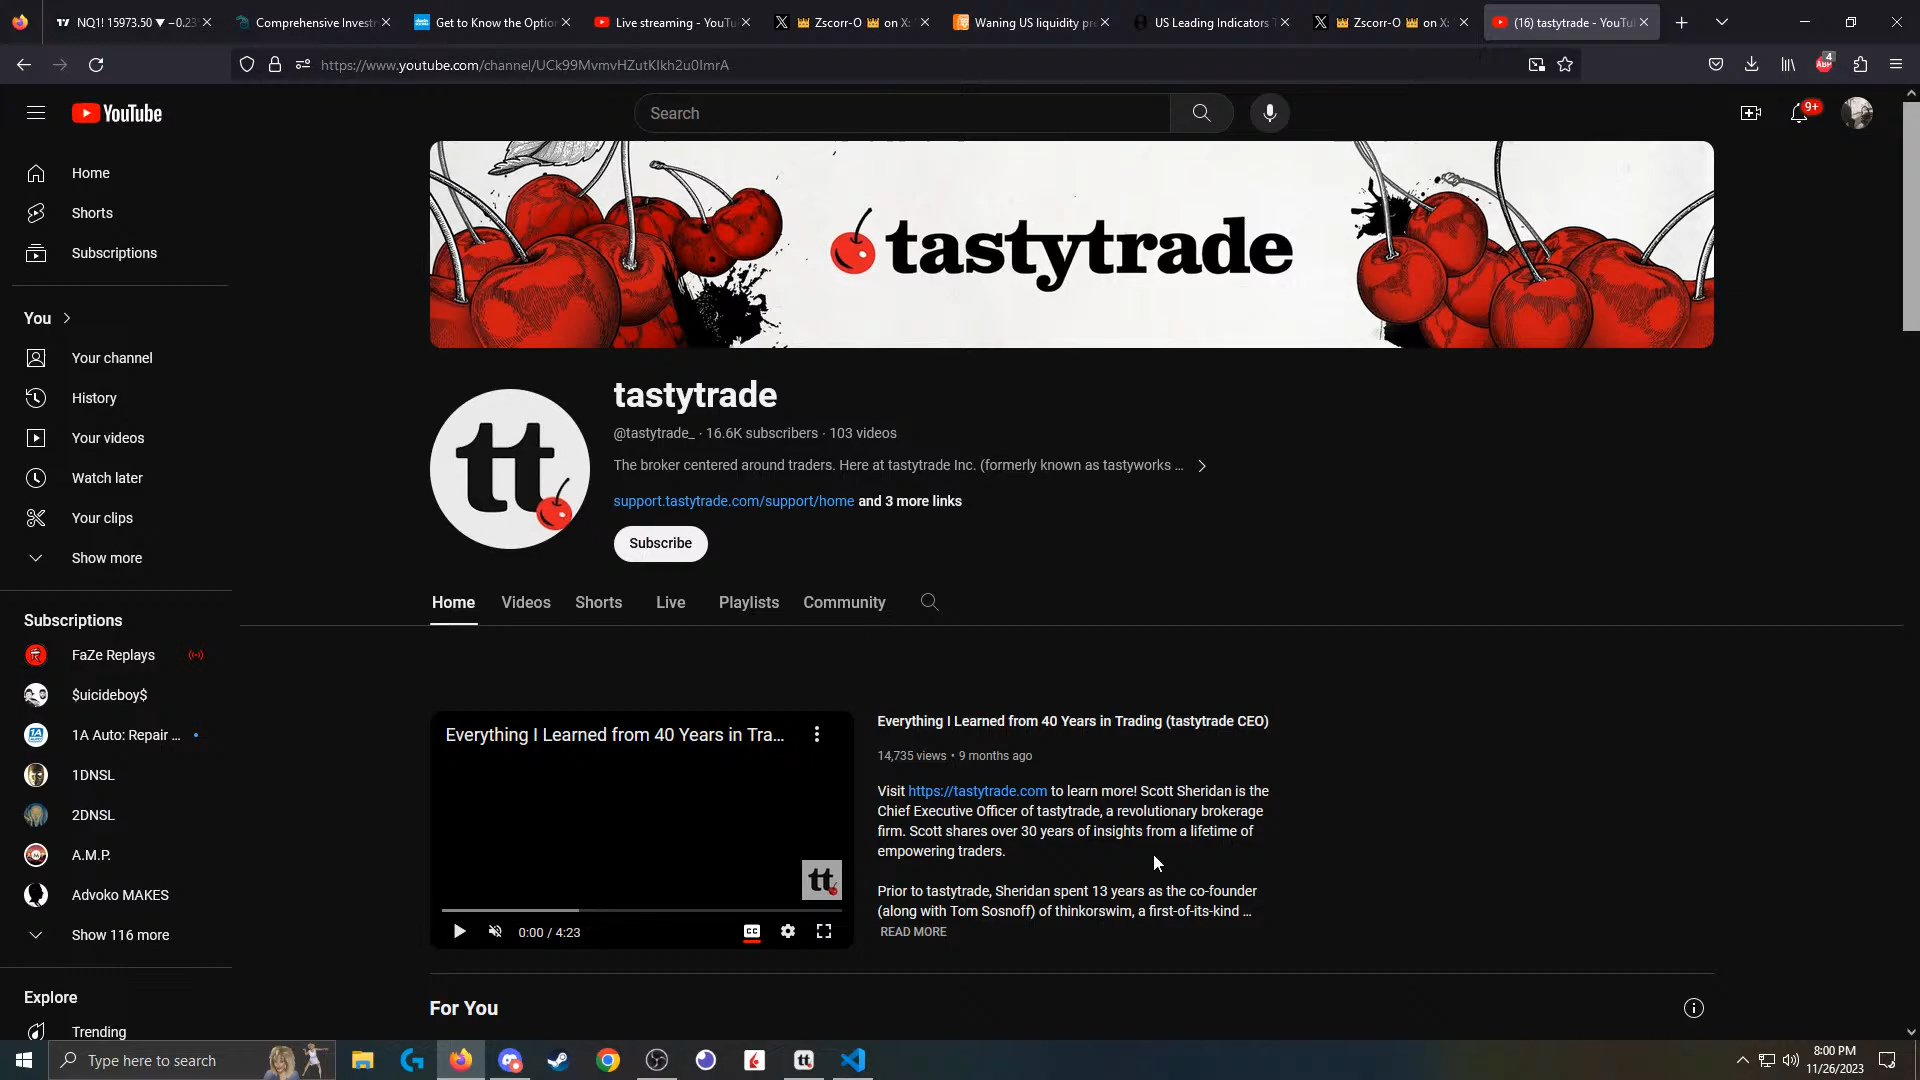 NQ1! 15973.50 ▼ −0.23
Comprehensive Investm
Get to Know the Option
Live streaming - YouTu
👑 Zscorr-O 👑 on X:
Waning US liquidity pr
US Leading Indicators
👑 Zscorr-O 👑 on X:
(16) tastytrade - YouTu
https://www.youtube.com/channel/UCk99MvmvHZutKIkh2u0ImrA
ABP
4
YouTube
Search
9+
Home
Shorts
Subscriptions
You
Your channel
History
Your videos
Watch later
Your clips
Show more
Subscriptions
FaZe Replays
$uicideboy$
1A Auto: Repair ...
1DNSL
2DNSL
A.M.P.
Advoko MAKES
Show 116 more
Explore
Trending
tastytrade
tt
tastytrade
@tastytrade_ · 16.6K subscribers · 103 videos
The broker centered around traders. Here at tastytrade Inc. (formerly known as tastyworks ...
support.tastytrade.com/support/home and 3 more links
Subscribe
Home
Videos
Shorts
Live
Playlists
Community
Everything I Learned from 40 Years in Tra...
tt
0:00 / 4:23
CC
Everything I Learned from 40 Years in Trading (tastytrade CEO)
14,735 views • 9 months ago
Visit https://tastytrade.com to learn more! Scott Sheridan is the
Chief Executive Officer of tastytrade, a revolutionary brokerage
firm. Scott shares over 30 years of insights from a lifetime of
empowering traders.
Prior to tastytrade, Sheridan spent 13 years as the co-founder
(along with Tom Sosnoff) of thinkorswim, a first-of-its-kind ...
READ MORE
For You
Type here to search
tt
8:00 PM
11/26/2023